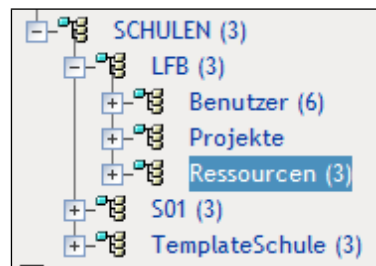 SCHULEN (3)
LFB (3)
Benutzer (6)
Projekte
Ressourcen (3)
S01 (3)
TemplateSchule (3)